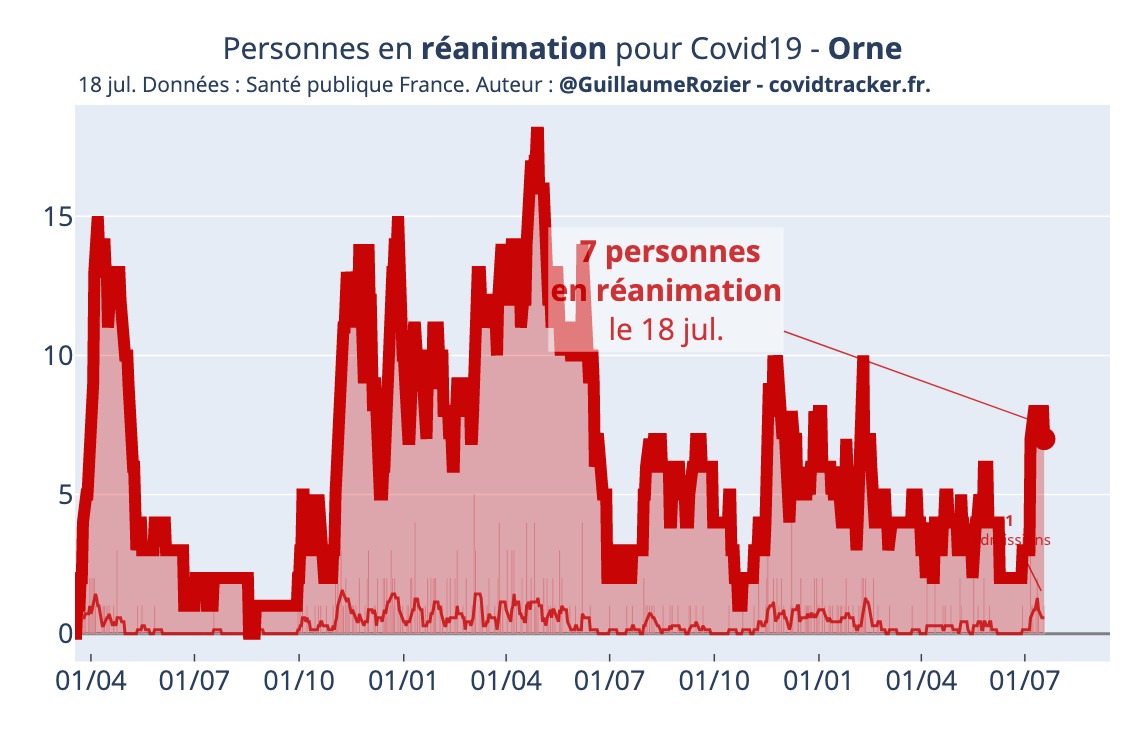 Personnes en réanimation pour Covid19 - Orne
18 jul. Données : Santé publique France. Auteur : @GuillaumeRozier - covidtracker.fr.
15
10
5
0
7 personnes
en réanimation
le 18 jul.
1
01/04 01/07 01/10 01/01 01/04 01/07 01/10 01/01 01/04 01/07